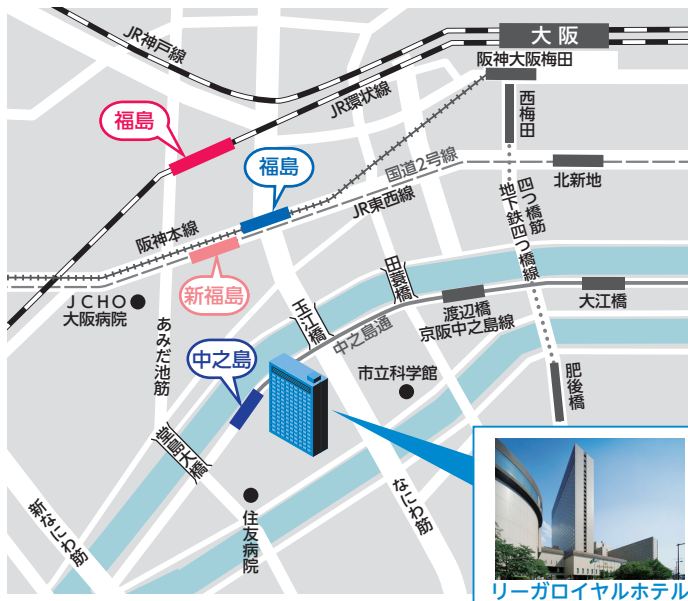 大阪
JR神戸線
阪神大阪梅田
JR環状線
西梅田
福島
福島
国道2号線
北新地
JR東西線
阪神本線
四つ橋筋
地下鉄四つ橋線
新福島
田蓑橋
JCHO
大阪病院
玉江橋
大江橋
渡辺橋
京阪中之島線
あみだ池筋
中之島通
中之島
市立科学館
肥後橋
堂島大橋
なにわ筋
新なにわ筋
住友病院
リーガロイヤルホテル